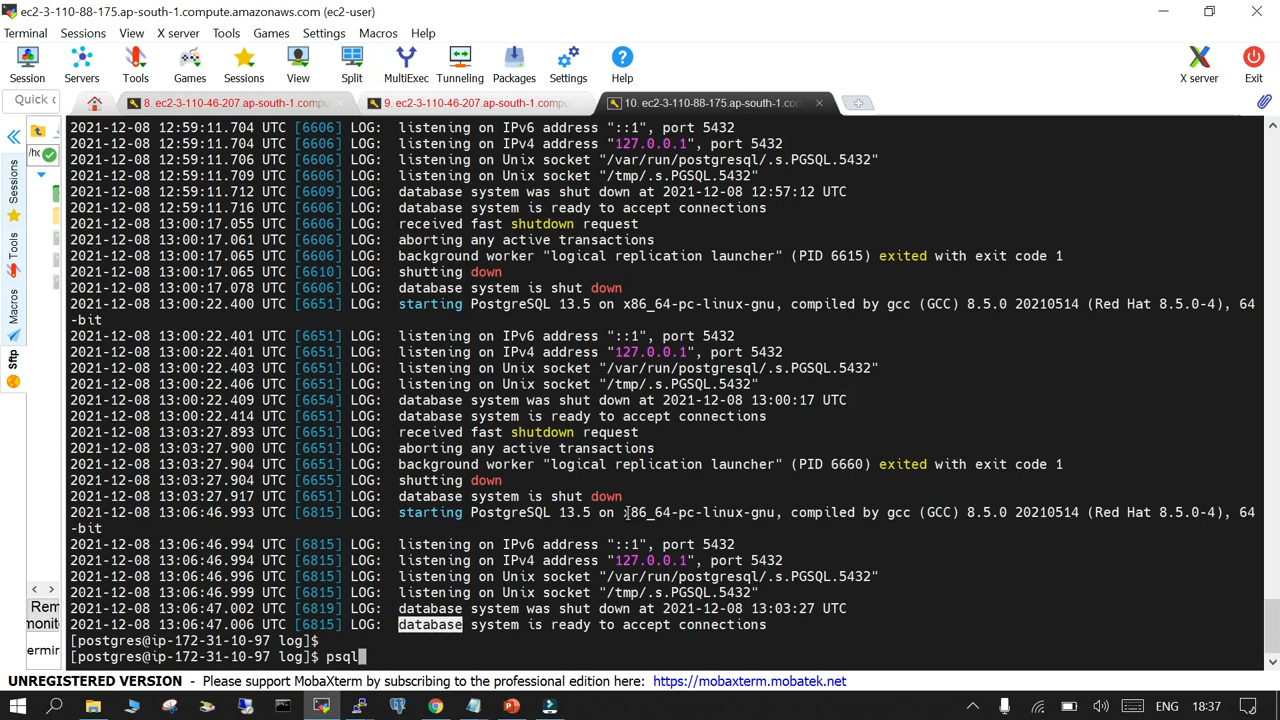 ec2-3-110-88-175.ap-south-1.compute.amazonaws.com (ec2-user)
Terminal Sessions View X server Tools Games Settings Macros Help
Session Servers Tools Games Sessions View Split MultiExec Tunneling Packages Settings Help X server Exit
Quick c
8. ec2-3-110-46-207.ap-south-1.compu
9. ec2-3-110-46-207.ap-south-1.compu
10. ec2-3-110-88-175.ap-south-1.com
/hc
Sessions
Tools
Macros
Sftp
2021-12-08 12:59:11.704 UTC [6606] LOG:  listening on IPv6 address "::1", port 5432
2021-12-08 12:59:11.704 UTC [6606] LOG:  listening on IPv4 address "127.0.0.1", port 5432
2021-12-08 12:59:11.706 UTC [6606] LOG:  listening on Unix socket "/var/run/postgresql/.s.PGSQL.5432"
2021-12-08 12:59:11.709 UTC [6606] LOG:  listening on Unix socket "/tmp/.s.PGSQL.5432"
2021-12-08 12:59:11.712 UTC [6609] LOG:  database system was shut down at 2021-12-08 12:57:12 UTC
2021-12-08 12:59:11.716 UTC [6606] LOG:  database system is ready to accept connections
2021-12-08 13:00:17.055 UTC [6606] LOG:  received fast shutdown request
2021-12-08 13:00:17.061 UTC [6606] LOG:  aborting any active transactions
2021-12-08 13:00:17.065 UTC [6606] LOG:  background worker "logical replication launcher" (PID 6615) exited with exit code 1
2021-12-08 13:00:17.065 UTC [6610] LOG:  shutting down
2021-12-08 13:00:17.078 UTC [6606] LOG:  database system is shut down
2021-12-08 13:00:22.400 UTC [6651] LOG:  starting PostgreSQL 13.5 on x86_64-pc-linux-gnu, compiled by gcc (GCC) 8.5.0 20210514 (Red Hat 8.5.0-4), 64
-bit
2021-12-08 13:00:22.401 UTC [6651] LOG:  listening on IPv6 address "::1", port 5432
2021-12-08 13:00:22.401 UTC [6651] LOG:  listening on IPv4 address "127.0.0.1", port 5432
2021-12-08 13:00:22.403 UTC [6651] LOG:  listening on Unix socket "/var/run/postgresql/.s.PGSQL.5432"
2021-12-08 13:00:22.406 UTC [6651] LOG:  listening on Unix socket "/tmp/.s.PGSQL.5432"
2021-12-08 13:00:22.409 UTC [6654] LOG:  database system was shut down at 2021-12-08 13:00:17 UTC
2021-12-08 13:00:22.414 UTC [6651] LOG:  database system is ready to accept connections
2021-12-08 13:03:27.893 UTC [6651] LOG:  received fast shutdown request
2021-12-08 13:03:27.900 UTC [6651] LOG:  aborting any active transactions
2021-12-08 13:03:27.904 UTC [6651] LOG:  background worker "logical replication launcher" (PID 6660) exited with exit code 1
2021-12-08 13:03:27.904 UTC [6655] LOG:  shutting down
2021-12-08 13:03:27.917 UTC [6651] LOG:  database system is shut down
2021-12-08 13:06:46.993 UTC [6815] LOG:  starting PostgreSQL 13.5 on x86_64-pc-linux-gnu, compiled by gcc (GCC) 8.5.0 20210514 (Red Hat 8.5.0-4), 64
-bit
2021-12-08 13:06:46.994 UTC [6815] LOG:  listening on IPv6 address "::1", port 5432
2021-12-08 13:06:46.994 UTC [6815] LOG:  listening on IPv4 address "127.0.0.1", port 5432
2021-12-08 13:06:46.996 UTC [6815] LOG:  listening on Unix socket "/var/run/postgresql/.s.PGSQL.5432"
2021-12-08 13:06:46.999 UTC [6815] LOG:  listening on Unix socket "/tmp/.s.PGSQL.5432"
2021-12-08 13:06:47.002 UTC [6819] LOG:  database system was shut down at 2021-12-08 13:03:27 UTC
2021-12-08 13:06:47.006 UTC [6815] LOG:  database system is ready to accept connections
[postgres@ip-172-31-10-97 log]$
[postgres@ip-172-31-10-97 log]$ psql
Rem
monit
ermin
UNREGISTERED VERSION - Please support MobaXterm by subscribing to the professional edition here: https://mobaxterm.mobatek.net
ENG 18:37